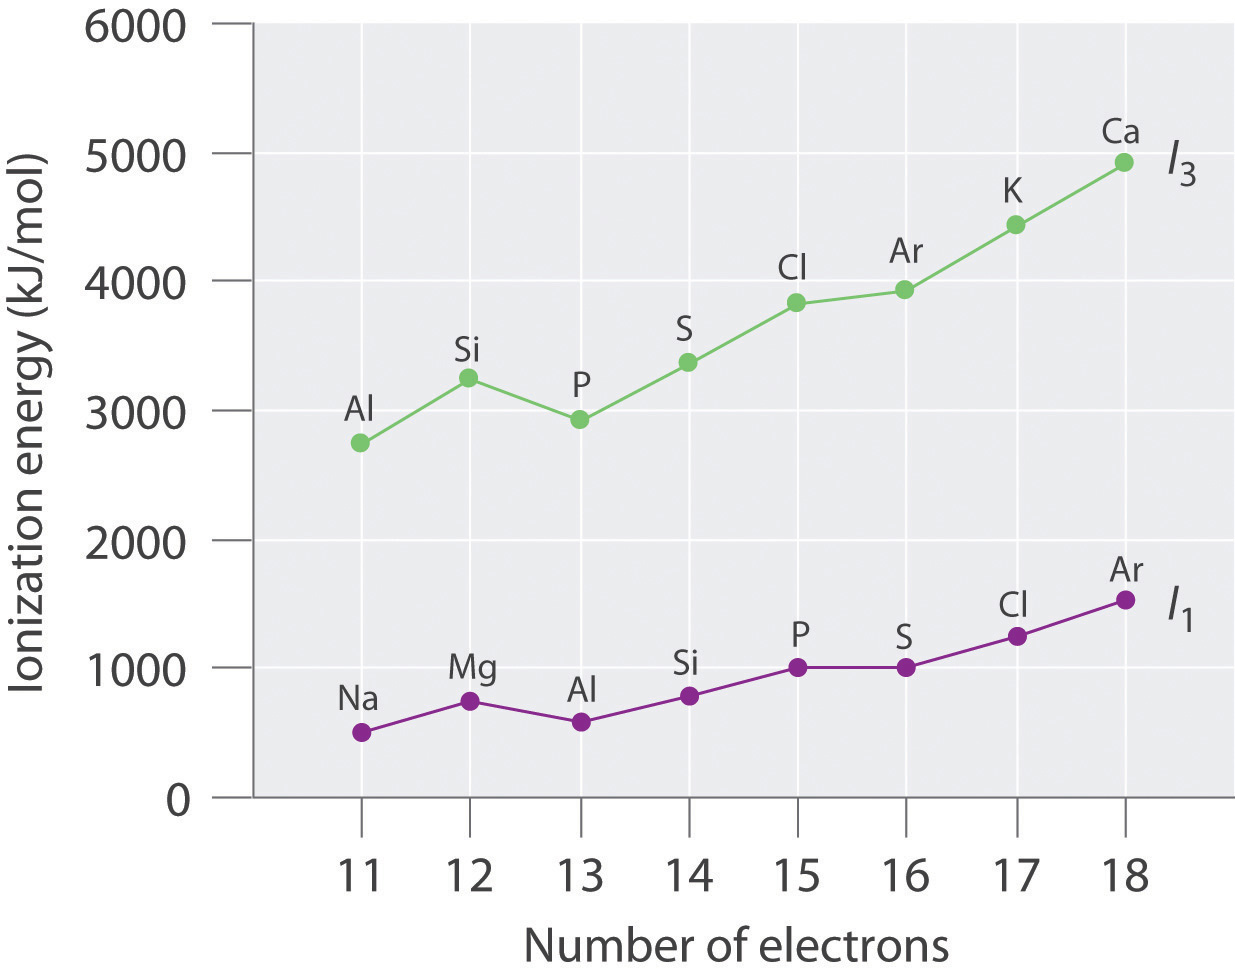 6000
5000
4000
3000
2000
1000
0
Ionization energy (kJ/mol)
Al
Si
P
S
Cl
Ar
K
Ca
I3
Na
Mg
Al
Si
P
S
Cl
Ar
I1
11 12 13 14 15 16 17 18
Number of electrons